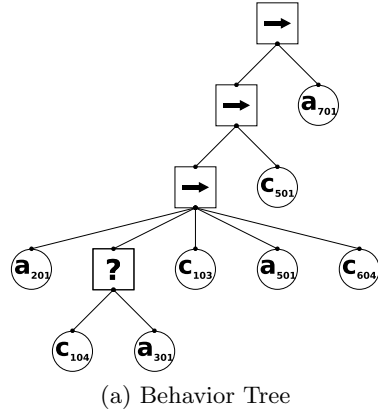 →
→ a₇₀₁
→ c₅₀₁
a₂₀₁ ? c₁₀₃ a₅₀₁ c₆₀₄
c₁₀₄ a₃₀₁
(a) Behavior Tree